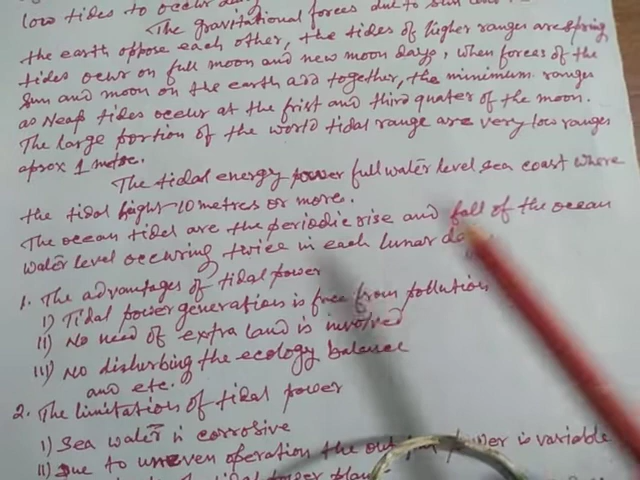 low tides to occur
The gravitational forces due to sun
the earth oppose each other, the tides of higher ranges are spring
tides ocur on full moon and new moon days, when forces of the
sun and moon on the earth add together, the minimum ranges
as Neap tides occur at the frist and third quater of the moon.
The large portion of the world tidal range are very low ranges
aprox 1 metre.
The tidal energy power full water level sea coast where
the tidal hight 10 metres or more.
The ocean tides are the periodic rise and fall of the ocean
water level occuring twice in each lunar
1. The advantages of tidal power
i) Tidal power generation is free from pollution
ii) No need of extra land is involved
iii) No disturbing the ecology balance
and etc.
2. The limitation of tidal power
i) Sea water is corrosive
ii) Due to uneven operation the out power is variable